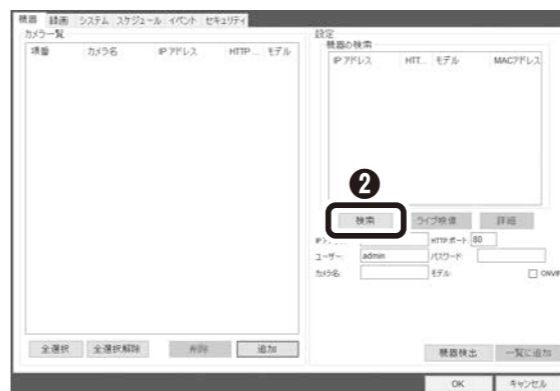 機器 録画 システム スケジュール イベント セキュリティ
カメラ一覧
項番 カメラ名 IP アドレス HTTP ... モデル
設定
機器の検索
IP アドレス HTT... モデル MACアドレス
2
検索 ライブ映像 詳細
HTTP ポート 80
ユーザー: admin パスワード:
カメラ名: モデル: ONVIF
全選択 全選択解除 削除 追加
機器検出 一覧に追加
OK キャンセル